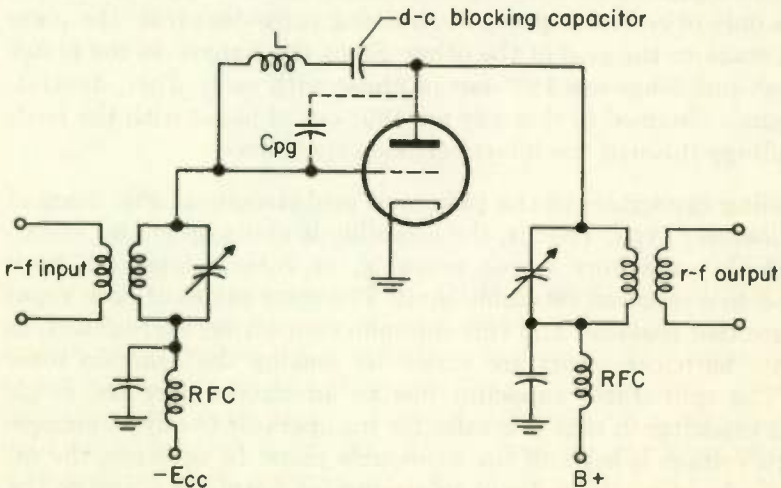 d-c blocking capacitor
L
Cpg
r-f input
r-f output
RFC
RFC
-Ecc
B+